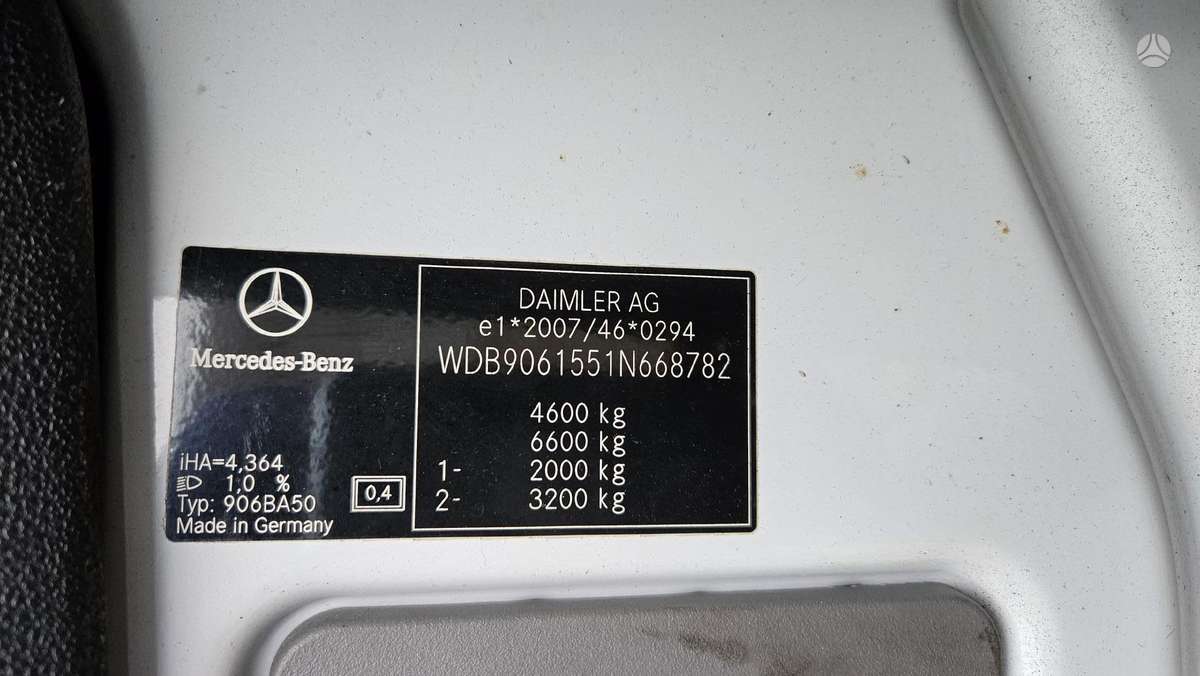 Mercedes-Benz
iHA=4,364
1,0 %
Typ: 906BA50
Made in Germany
0,4
DAIMLER AG
e1*2007/46*0294
WDB9061551N668782
4600 kg
6600 kg
1- 2000 kg
2- 3200 kg